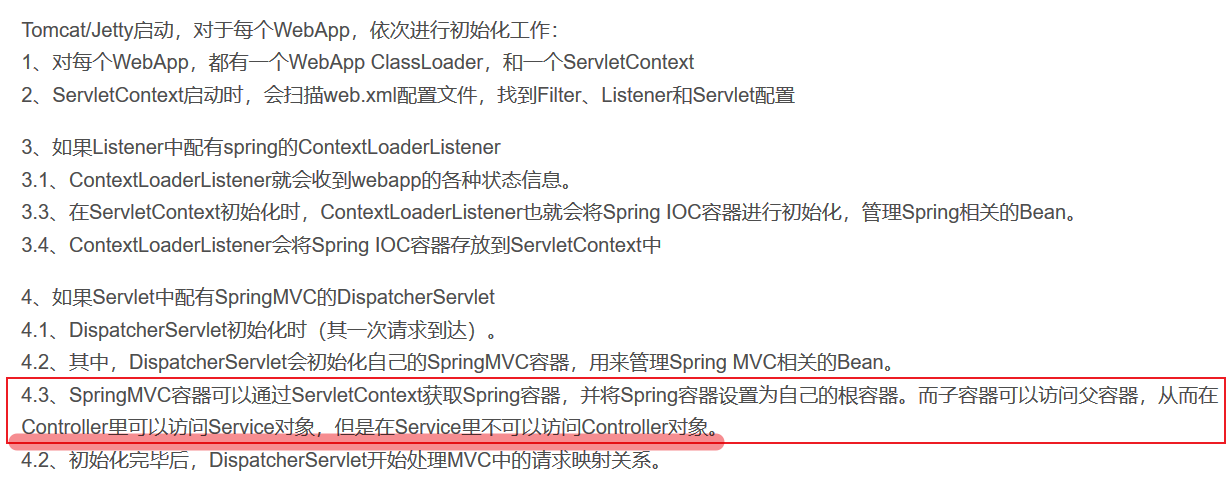 Tomcat/Jetty启动，对于每个WebApp，依次进行初始化工作：
1、对每个WebApp，都有一个WebApp ClassLoader，和一个ServletContext
2、ServletContext启动时，会扫描web.xml配置文件，找到Filter、Listener和Servlet配置
3、如果Listener中配有spring的ContextLoaderListener
3.1、ContextLoaderListener就会收到webapp的各种状态信息。
3.3、在ServletContext初始化时，ContextLoaderListener也就会将Spring IOC容器进行初始化，管理Spring相关的Bean。
3.4、ContextLoaderListener会将Spring IOC容器存放到ServletContext中
4、如果Servlet中配有SpringMVC的DispatcherServlet
4.1、DispatcherServlet初始化时（其一次请求到达）。
4.2、其中，DispatcherServlet会初始化自己的SpringMVC容器，用来管理Spring MVC相关的Bean。
4.3、SpringMVC容器可以通过ServletContext获取Spring容器，并将Spring容器设置为自己的根容器。而子容器可以访问父容器，从而在
Controller里可以访问Service对象，但是在Service里不可以访问Controller对象。
4.2、初始化完毕后，DispatcherServlet开始处理MVC中的请求映射关系。